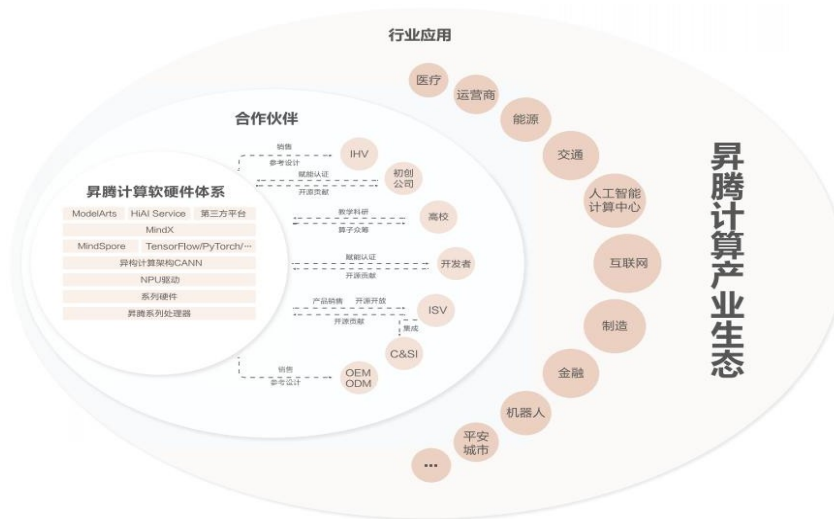 行业应用
医疗
运营商
能源
交通
人工智能
计算中心
互联网
制造
金融
机器人
平安
城市
...
合作伙伴
销售
参考设计
IHV
赋能认证
开源贡献
初创
公司
教学科研
算子众筹
高校
赋能认证
开源贡献
开发者
产品销售 开源开放
开源贡献
ISV
集成
C&SI
销售
参考设计
OEM
ODM
昇腾计算软硬件体系
ModelArts HiAI Service 第三方平台
MindX
MindSpore TensorFlow/PyTorch/···
异构计算架构CANN
NPU驱动
系列硬件
昇腾系列处理器
昇腾计算产业生态